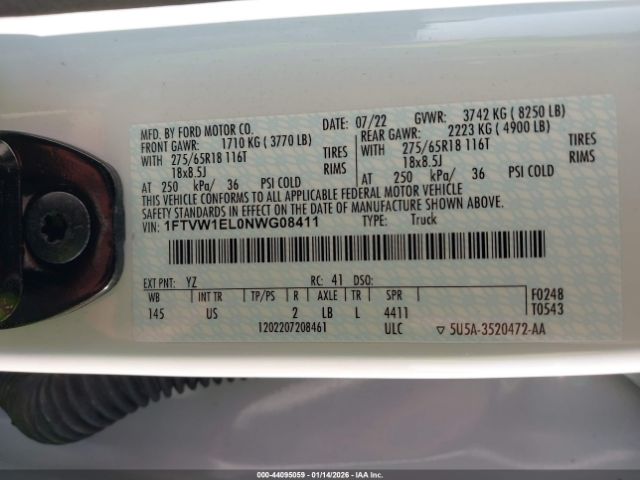 MFD. BY FORD MOTOR CO. DATE: 07/22 GVWR: 3742 KG ( 8250 LB)
FRONT GAWR: 1710 KG ( 3770 LB) REAR GAWR: 2223 KG ( 4900 LB)
WITH 275/65R18 116T TIRES WITH 275/65R18 116T TIRES
18x8.5J RIMS 18x8.5J RIMS
AT 250 kPa/ 36 PSI COLD AT 250 kPa/ 36 PSI COLD
THIS VEHICLE CONFORMS TO ALL APPLICABLE FEDERAL MOTOR VEHICLE
SAFETY STANDARDS IN EFFECT ON THE DATE OF MANUFACTURE SHOWN ABOVE.
VIN: 1FTVW1EL0NWG08411 TYPE: Truck
EXT PNT: YZ RC: 41 DSO:
WB INT TR TP/PS R AXLE TR SPR F0248
145 US 2 LB L 4411 T0543
1202207208461 ULC ▽ 5U5A-3520472-AA
000-44095059 - 01/14/2026 - IAA Inc.